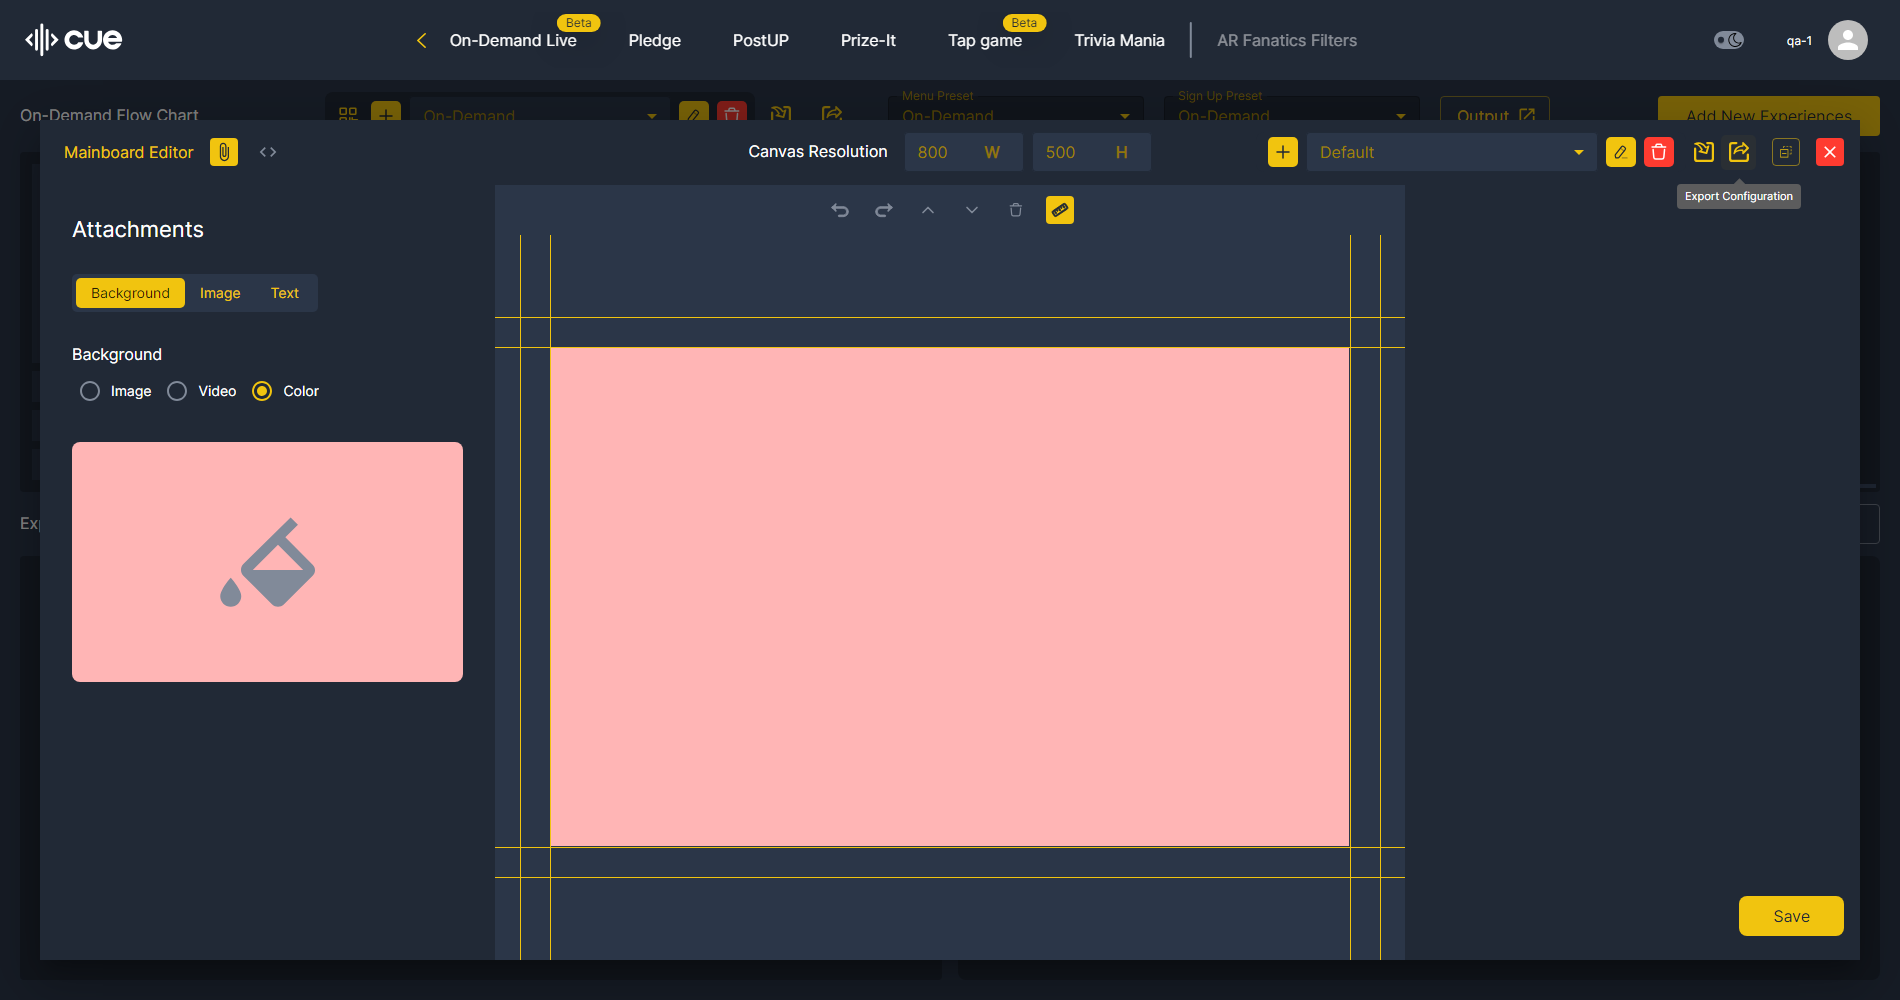 cue
On-Demand Live
Beta
Pledge
PostUP
Prize-It
Tap game
Beta
Trivia Mania
AR Fanatics Filters
qa-1
On-Demand Flow Chart
On-Demand
Menu Preset
On-Demand
Sign Up Preset
On-Demand
Output
Add New Experiences
Mainboard Editor
Canvas Resolution
800 W
500 H
Default
Export Configuration
Attachments
Background
Image
Text
Background
Image
Video
Color
Save